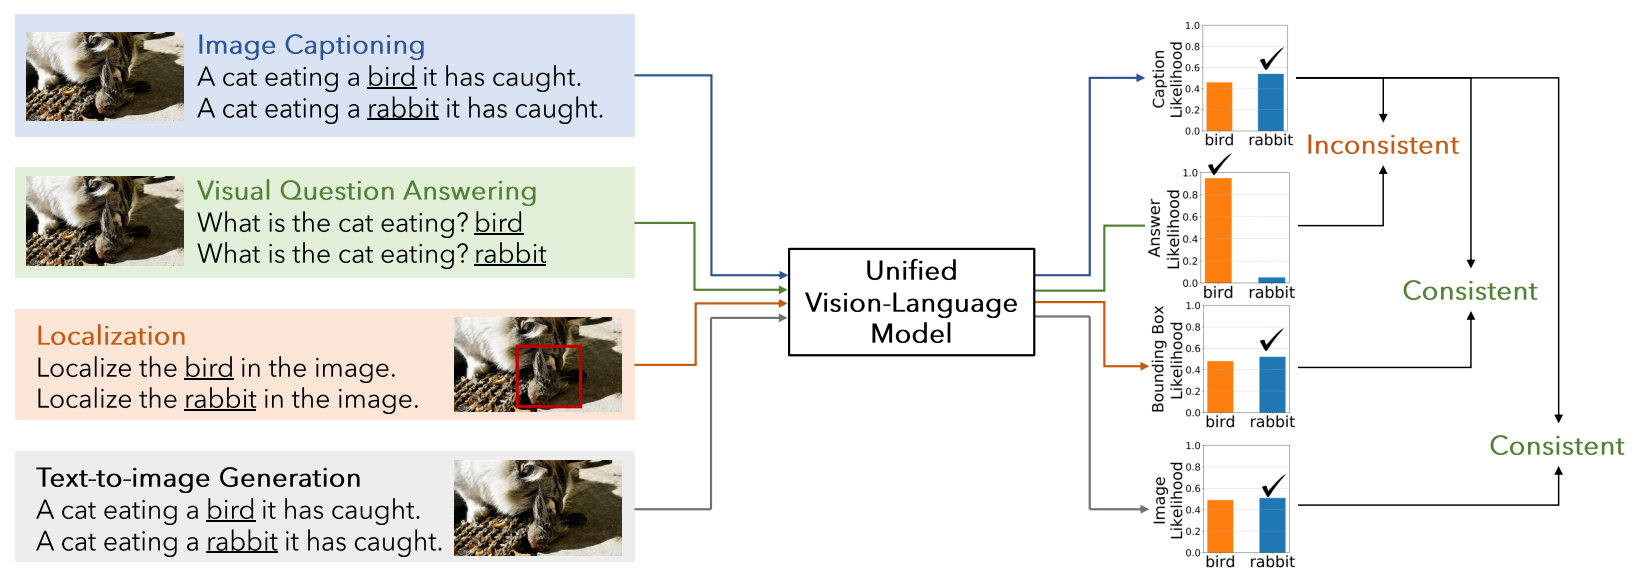 Image Captioning
A cat eating a bird it has caught.
A cat eating a rabbit it has caught.
Visual Question Answering
What is the cat eating? bird
What is the cat eating? rabbit
Localization
Localize the bird in the image.
Localize the rabbit in the image.
Text-to-image Generation
A cat eating a bird it has caught.
A cat eating a rabbit it has caught.
Unified
Vision-Language
Model
Caption
Likelihood
1.0
0.8
0.6
0.4
0.2
0.0
bird rabbit
Answer
Likelihood
1.0
0.8
0.6
0.4
0.2
0.0
bird rabbit
Bounding Box
Likelihood
1.0
0.8
0.6
0.4
0.2
0.0
bird rabbit
Image
Likelihood
1.0
0.8
0.6
0.4
0.2
0.0
bird rabbit
Inconsistent
Consistent
Consistent